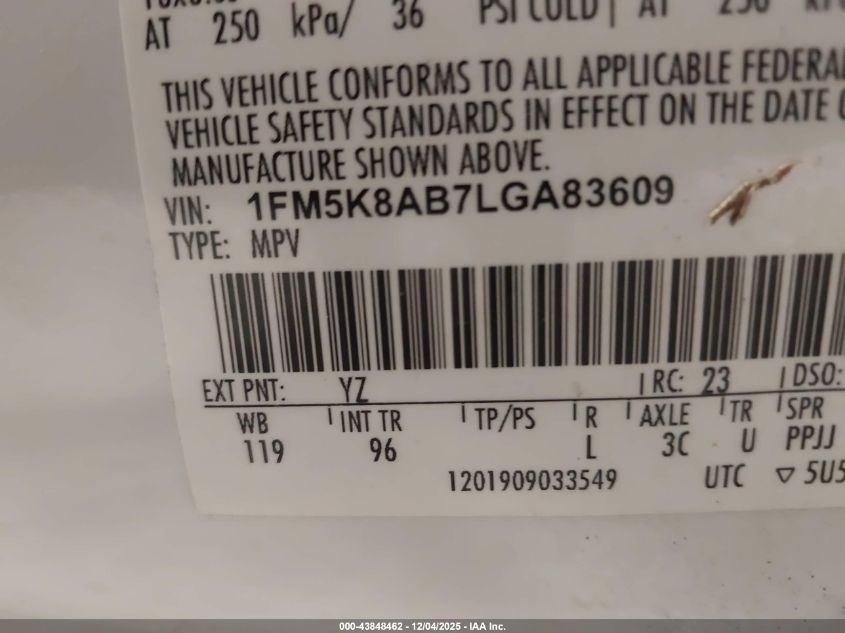 AT 250 kPa/ 36 PSI COLD | AT 250
THIS VEHICLE CONFORMS TO ALL APPLICABLE FEDERAL
VEHICLE SAFETY STANDARDS IN EFFECT ON THE DATE
MANUFACTURE SHOWN ABOVE.
VIN: 1FM5K8AB7LGA83609
TYPE: MPV
EXT PNT: YZ | RC: 23 | DSO:
WB | INT TR | TP/PS | R | AXLE | TR | SPR
119 96 L 3C U PPJJ
1201909033549 UTC ▽ 5U5
000-43848462 - 12/04/2025 - IAA Inc.